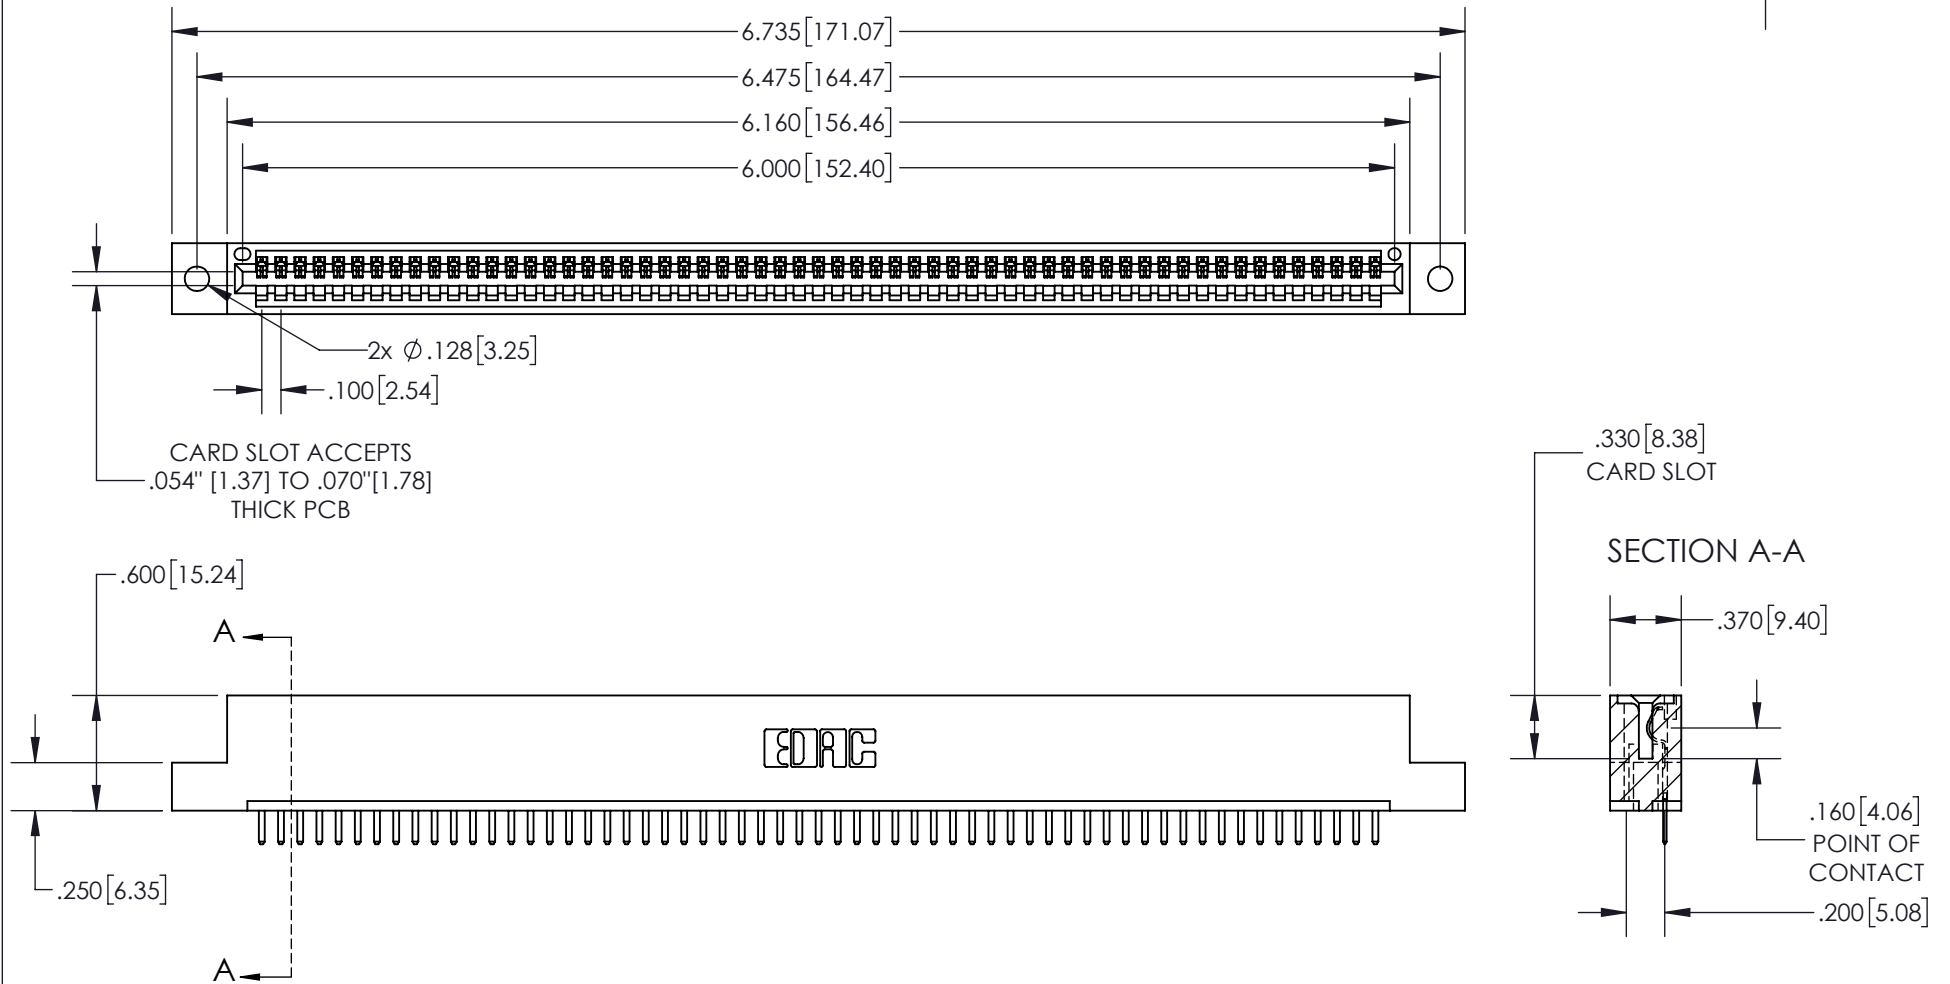 6.735[171.07]
6.475[164.47]
6.160[156.46]
6.000[152.40]
2x Ø.128[3.25]
.100[2.54]
CARD SLOT ACCEPTS
.054" [1.37] TO .070"[1.78]
THICK PCB
.330[8.38]
CARD SLOT
SECTION A-A
.600[15.24]
.370[9.40]
A
EDAC
.160[4.06]
POINT OF
CONTACT
.250[6.35]
.200[5.08]
A